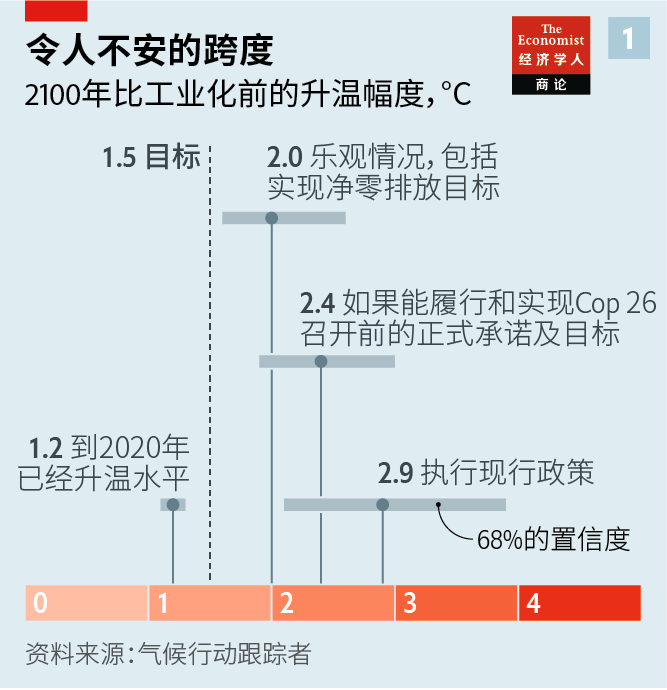 The
Economist
经济学人
商论
1
令人不安的跨度
2100年比工业化前的升温幅度，°C
1.5 目标
2.0 乐观情况，包括
实现净零排放目标
2.4 如果能履行和实现Cop 26
召开前的正式承诺及目标
1.2 到2020年
已经升温水平
2.9 执行现行政策
68%的置信度
0 1 2 3 4
资料来源：气候行动跟踪者